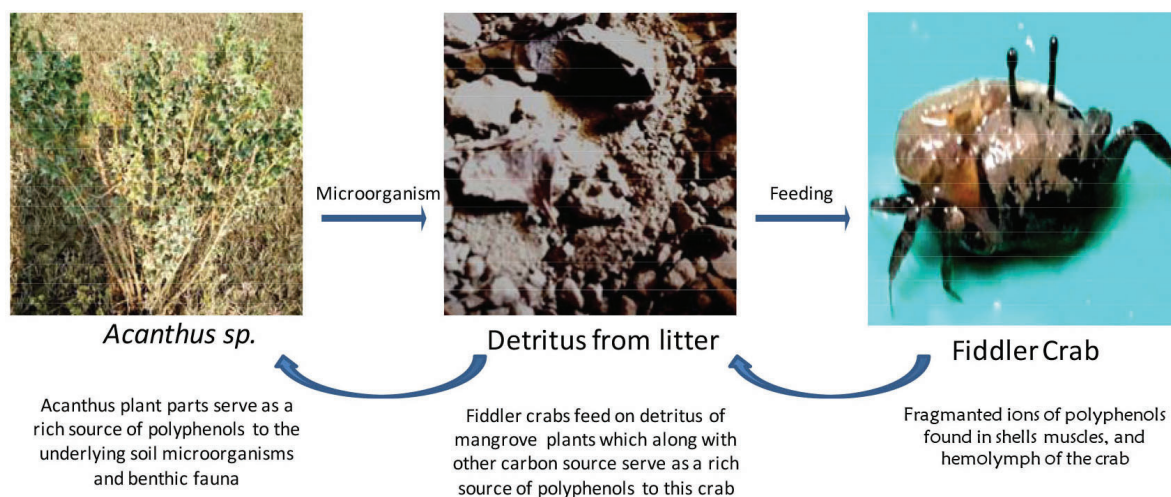 Microorganism
Feeding
Acanthus sp.
Detritus from litter
Fiddler Crab
Acanthus plant parts serve as a
rich source of polyphenols to the
underlying soil microorganisms
and benthic fauna
Fiddler crabs feed on detritus of
mangrove plants which along with
other carbon source serve as a rich
source of polyphenols to this crab
Fragmanted ions of polyphenols
found in shells muscles, and
hemolymph of the crab